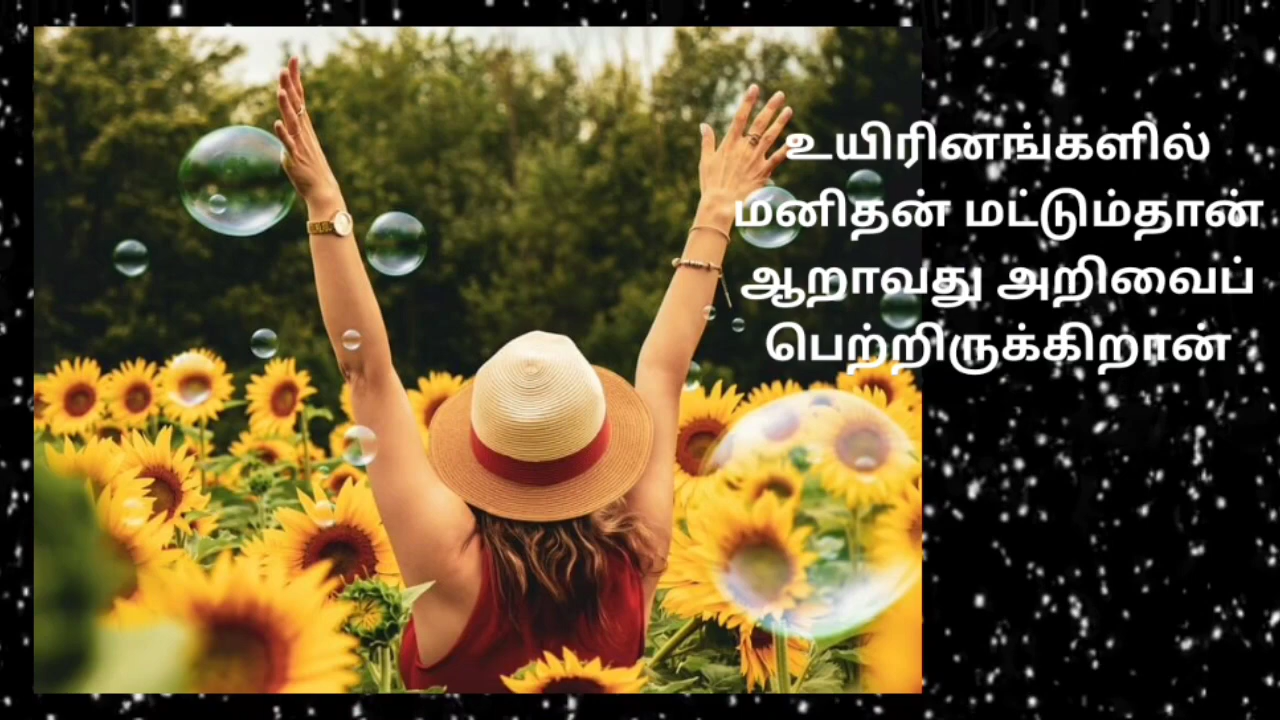 உயிரினங்களில்
மனிதன் மட்டும்தான்
ஆறாவது அறிவைப்
பெற்றிருக்கிறான்